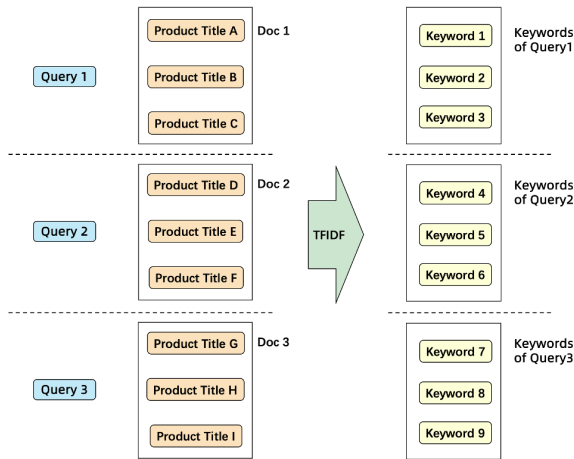 Query 1
Product Title A
Product Title B
Product Title C
Doc 1
Keyword 1
Keyword 2
Keyword 3
Keywords
of Query1
Query 2
Product Title D
Product Title E
Product Title F
Doc 2
TFIDF
Keyword 4
Keyword 5
Keyword 6
Keywords
of Query2
Query 3
Product Title G
Product Title H
Product Title I
Doc 3
Keyword 7
Keyword 8
Keyword 9
Keywords
of Query3